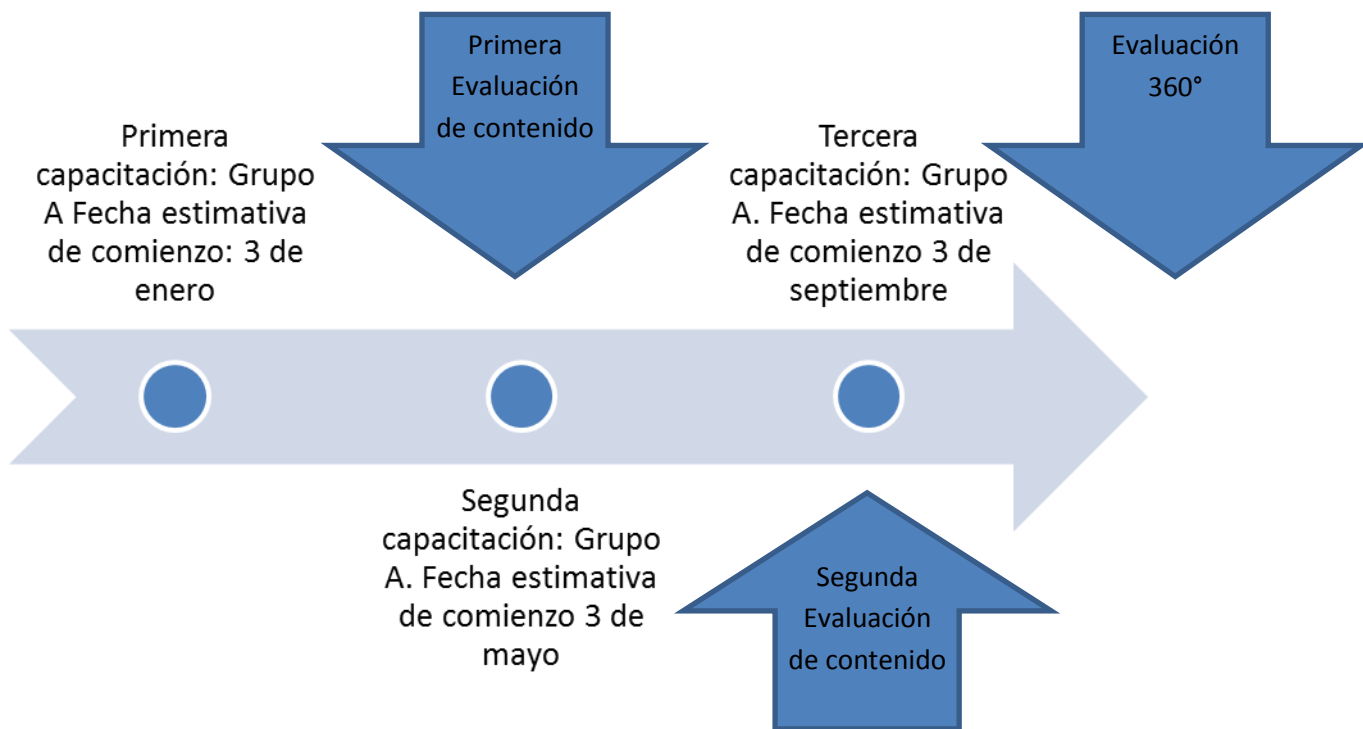 Primera
Evaluación
de contenido
Evaluación
360°
Primera
capacitación: Grupo
A Fecha estimativa
de comienzo: 3 de
enero
Tercera
capacitación: Grupo
A. Fecha estimativa
de comienzo 3 de
septiembre
Segunda
capacitación: Grupo
A. Fecha estimativa
de comienzo 3 de
mayo
Segunda
Evaluación
de contenido